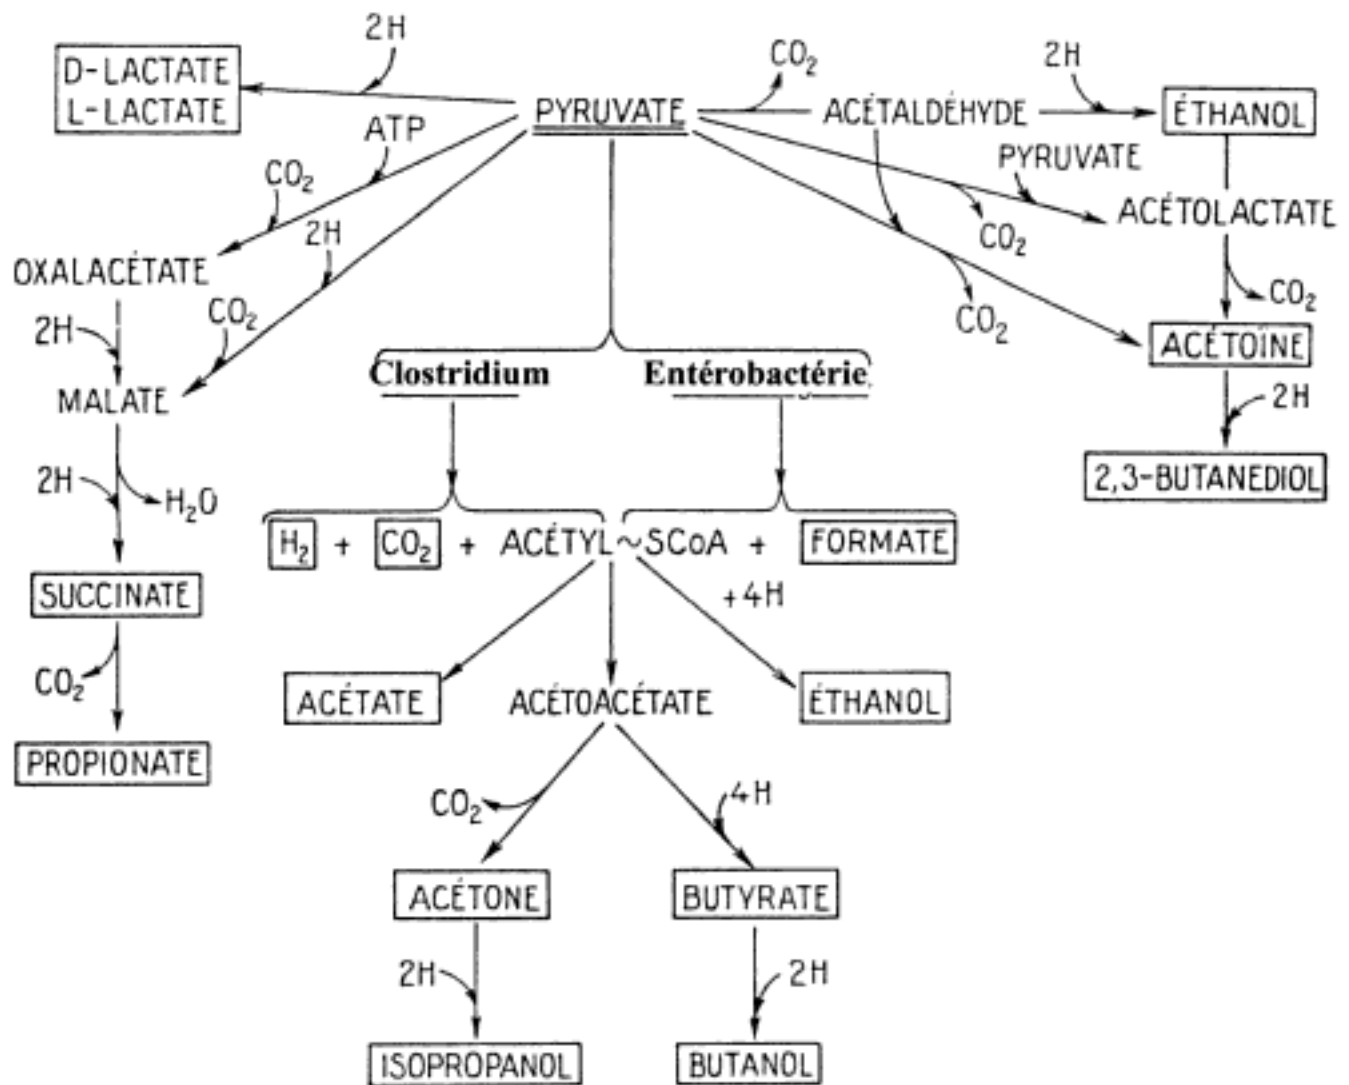 2H
D-LACTATE
L-LACTATE
PYRUVATE
CO₂
ACÉTALDÉHYDE
2H
ÉTHANOL
ATP
CO₂
2H
PYRUVATE
ACÉTOLACTATE
CO₂
OXALACÉTATE
2H
CO₂
CO₂
CO₂
ACÉTOÏNE
MALATE
Clostridium
Entérobactérie
2H
2,3-BUTANEDIOL
2H
H₂O
H₂ + CO₂ + ACÉTYL~SCoA + FORMATE
SUCCINATE
+4H
CO₂
ACÉTATE
ACÉTOACÉTATE
ÉTHANOL
PROPIONATE
CO₂
4H
ACÉTONE
BUTYRATE
2H
2H
ISOPROPANOL
BUTANOL